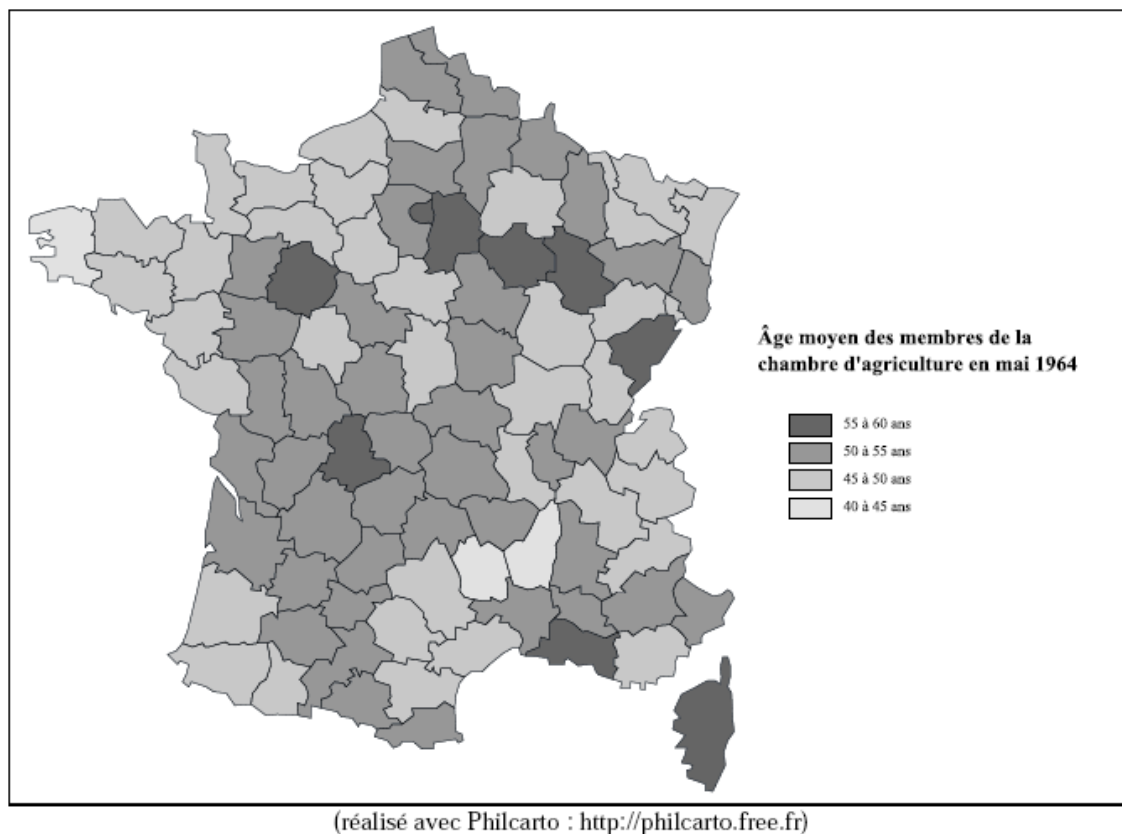 Âge moyen des membres de la
chambre d'agriculture en mai 1964
55 à 60 ans
50 à 55 ans
45 à 50 ans
40 à 45 ans
(réalisé avec Philcarto : http://philcarto.free.fr)